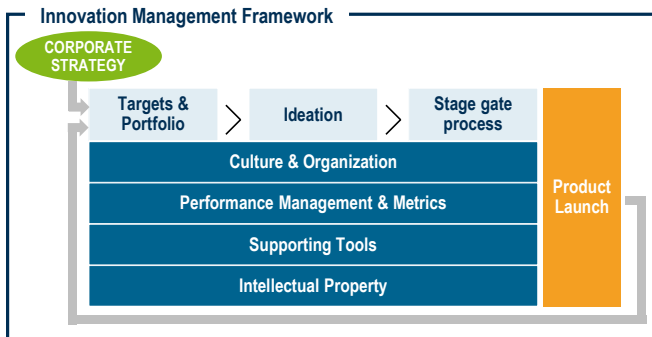 Innovation Management Framework
CORPORATE
STRATEGY
Targets &
Portfolio
Ideation
Stage gate
process
Culture & Organization
Performance Management & Metrics
Supporting Tools
Intellectual Property
Product
Launch